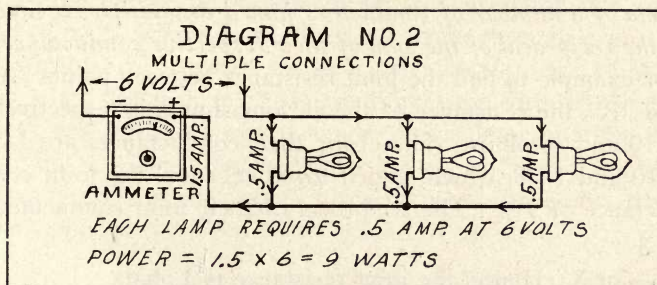 DIAGRAM NO.2
MULTIPLE CONNECTIONS
6 VOLTS
- +
AMMETER
1.5 AMP.
.5 AMP.
.5 AMP.
.5 AMP.
EACH LAMP REQUIRES .5 AMP. AT 6 VOLTS
POWER = 1.5 x 6 = 9 WATTS